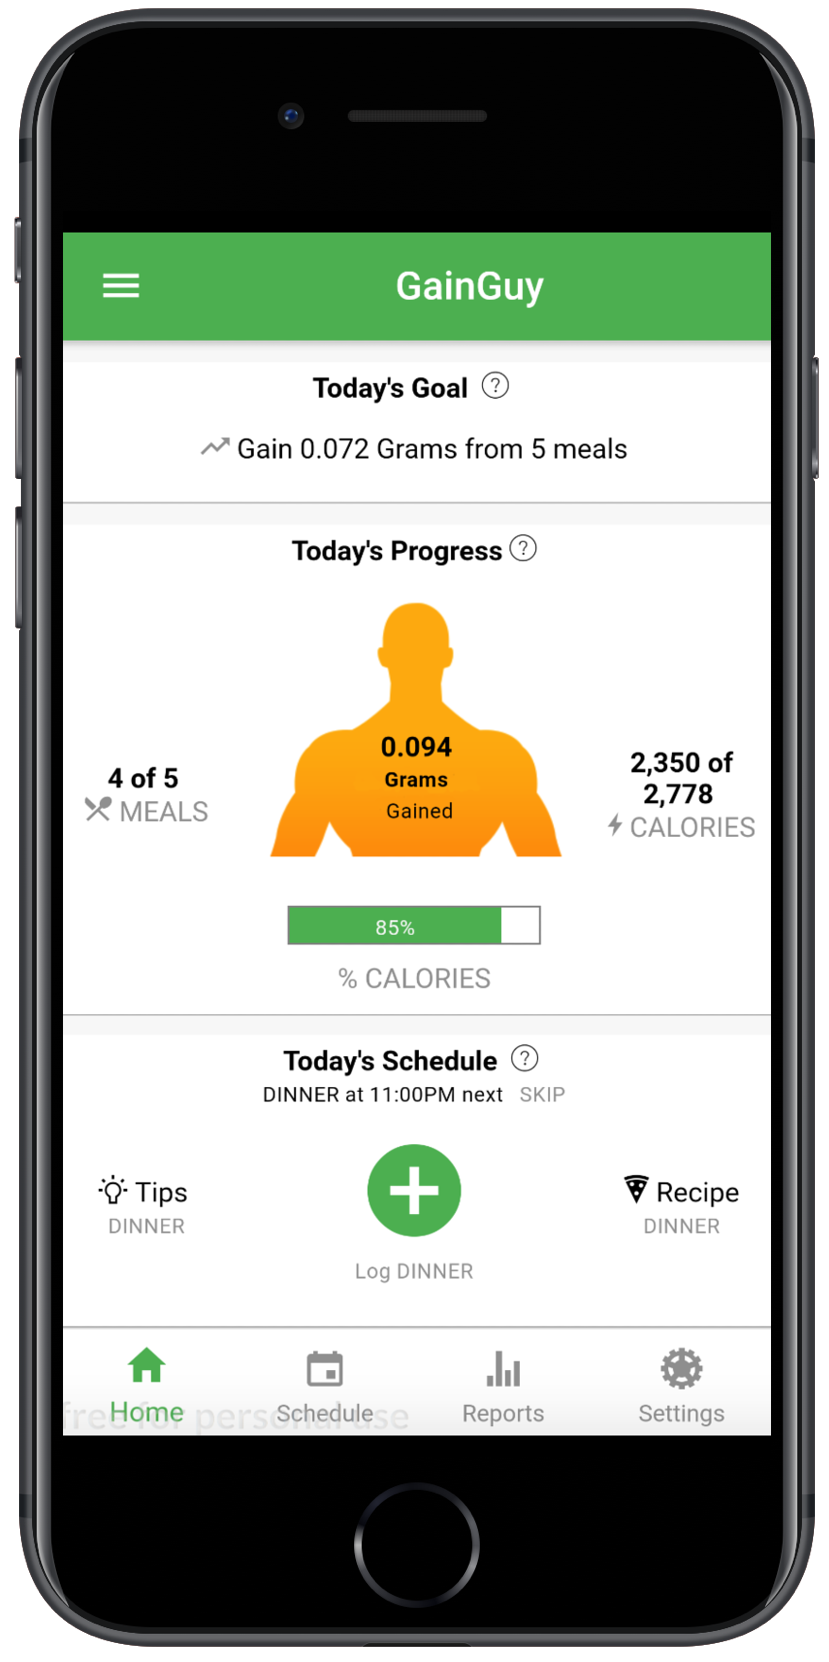 GainGuy
Today's Goal ?
Gain 0.072 Grams from 5 meals
Today's Progress ?
0.094
Grams
Gained
4 of 5
MEALS
2,350 of
2,778
CALORIES
85%
% CALORIES
Today's Schedule ?
DINNER at 11:00PM next SKIP
Tips
DINNER
Log DINNER
Recipe
DINNER
Home Schedule Reports Settings
free for personal use